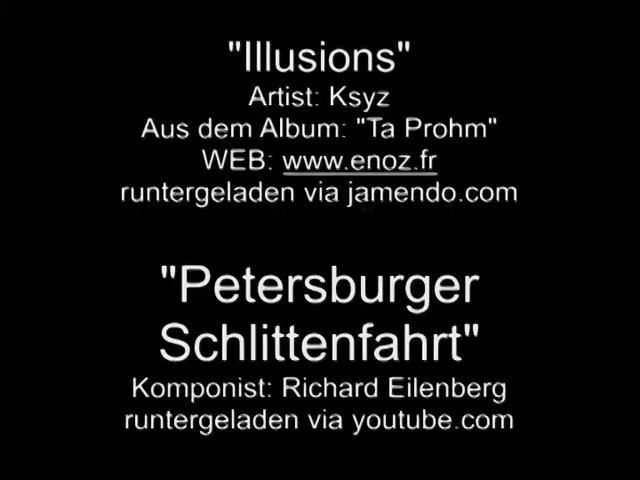 "Illusions"
Artist: Ksyz
Aus dem Album: "Ta Prohm"
WEB: www.enoz.fr
runtergeladen via jamendo.com
"Petersburger
Schlittenfahrt"
Komponist: Richard Eilenberg
runtergeladen via youtube.com